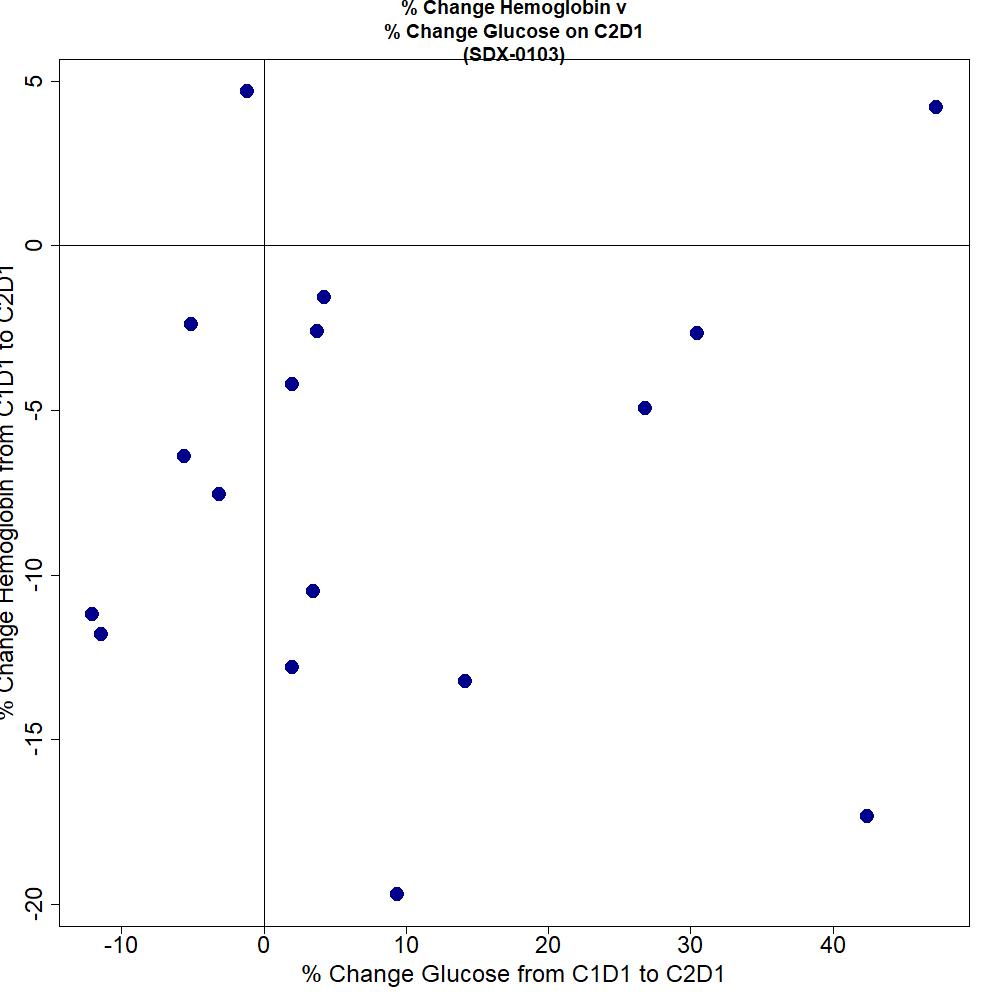 % Change Hemoglobin v
% Change Glucose on C2D1
(SDX-0103)
5
0
-5
-10
-15
-20
% Change Hemoglobin from C1D1 to C2D1
-10
0
10
20
30
40
% Change Glucose from C1D1 to C2D1